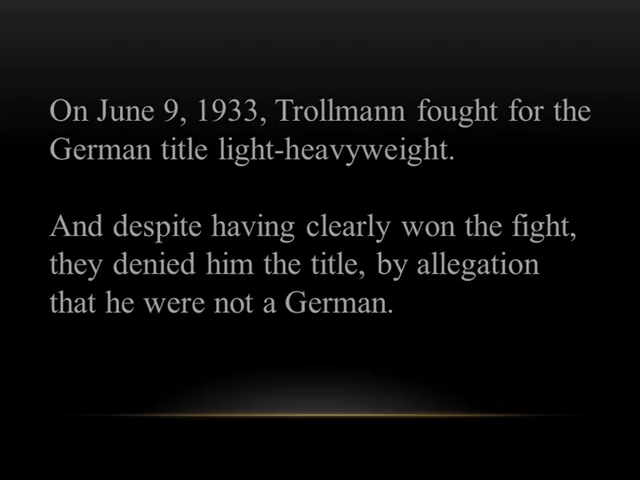 On June 9, 1933, Trollmann fought for the
German title light-heavyweight.
And despite having clearly won the fight,
they denied him the title, by allegation
that he were not a German.